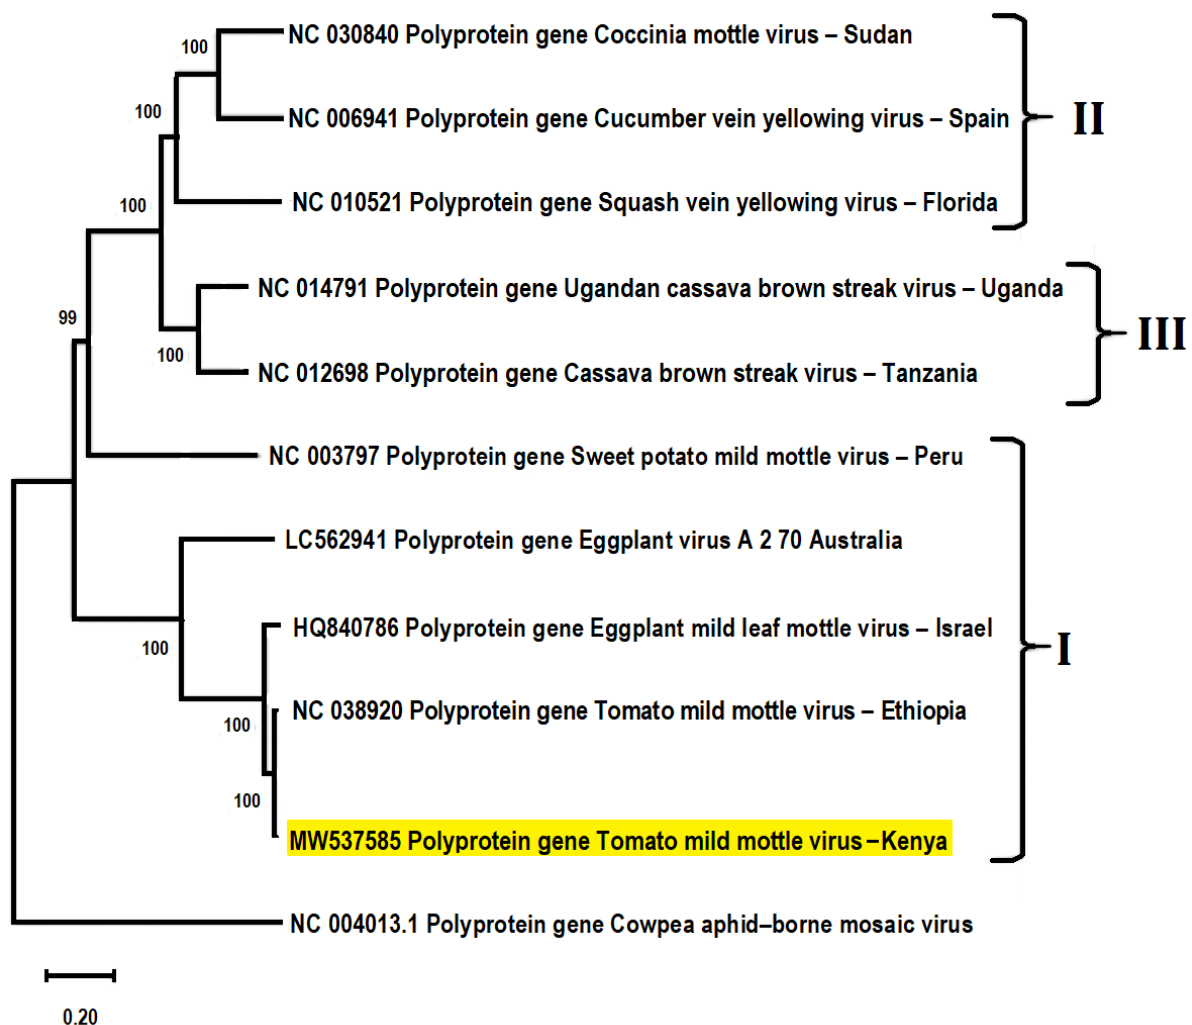 NC 030840 Polyprotein gene Coccinia mottle virus – Sudan
100
NC 006941 Polyprotein gene Cucumber vein yellowing virus – Spain
II
100
NC 010521 Polyprotein gene Squash vein yellowing virus – Florida
100
NC 014791 Polyprotein gene Ugandan cassava brown streak virus – Uganda
99
III
100
NC 012698 Polyprotein gene Cassava brown streak virus – Tanzania
NC 003797 Polyprotein gene Sweet potato mild mottle virus – Peru
LC562941 Polyprotein gene Eggplant virus A 2 70 Australia
HQ840786 Polyprotein gene Eggplant mild leaf mottle virus – Israel
100
I
NC 038920 Polyprotein gene Tomato mild mottle virus – Ethiopia
100
100
MW537585 Polyprotein gene Tomato mild mottle virus –Kenya
NC 004013.1 Polyprotein gene Cowpea aphid–borne mosaic virus
0.20